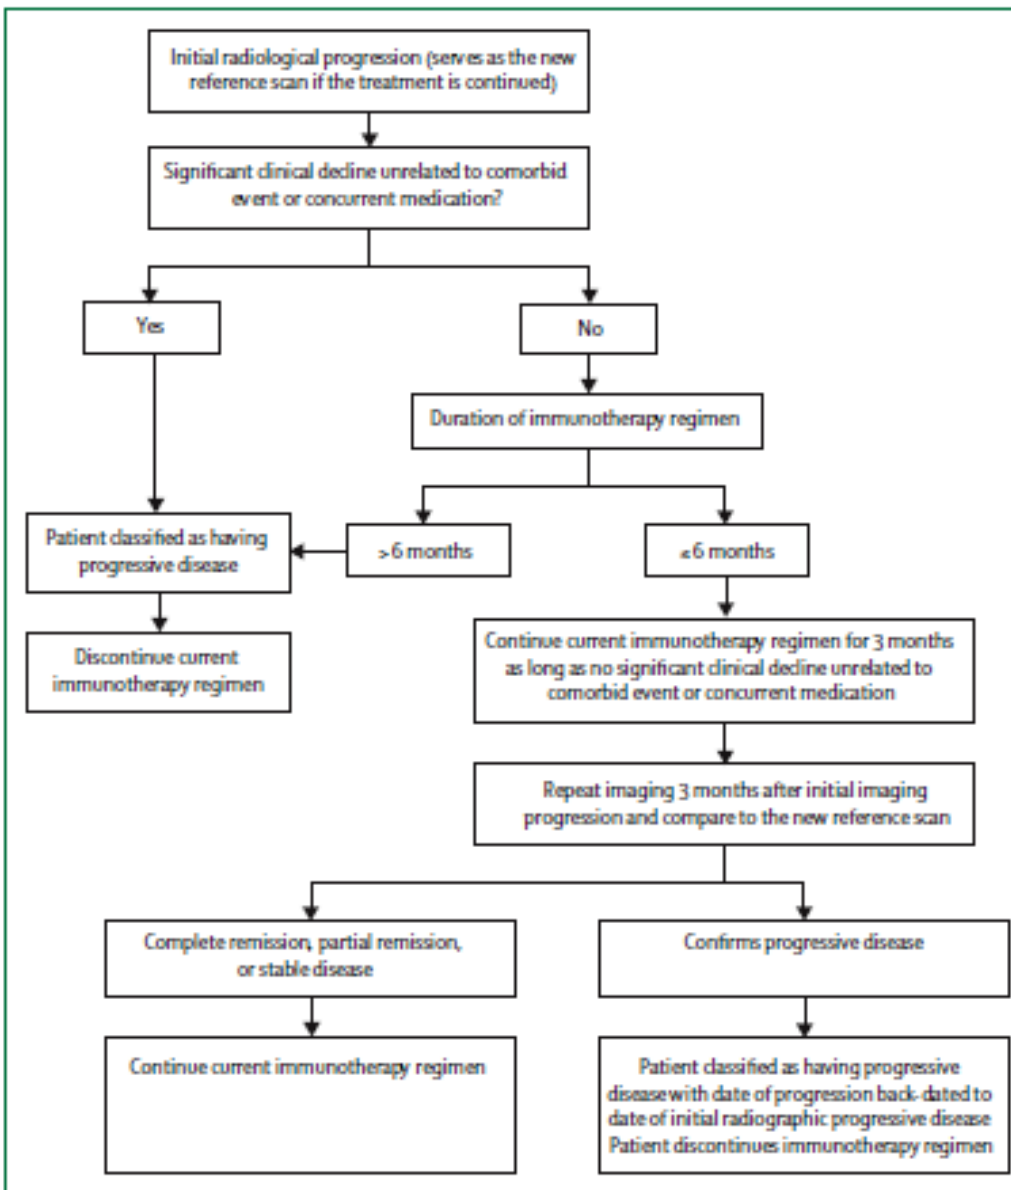 Initial radiological progression (serves as the new
reference scan if the treatment is continued)
Significant clinical decline unrelated to comorbid
event or concurrent medication?
Yes
No
Duration of immunotherapy regimen
>6 months
≤6 months
Patient classified as having
progressive disease
Discontinue current
immunotherapy regimen
Continue current immunotherapy regimen for 3 months
as long as no significant clinical decline unrelated to
comorbid event or concurrent medication
Repeat imaging 3 months after initial imaging
progression and compare to the new reference scan
Complete remission, partial remission,
or stable disease
Confirms progressive disease
Continue current immunotherapy regimen
Patient classified as having progressive
disease with date of progression back-dated to
date of initial radiographic progressive disease
Patient discontinues immunotherapy regimen